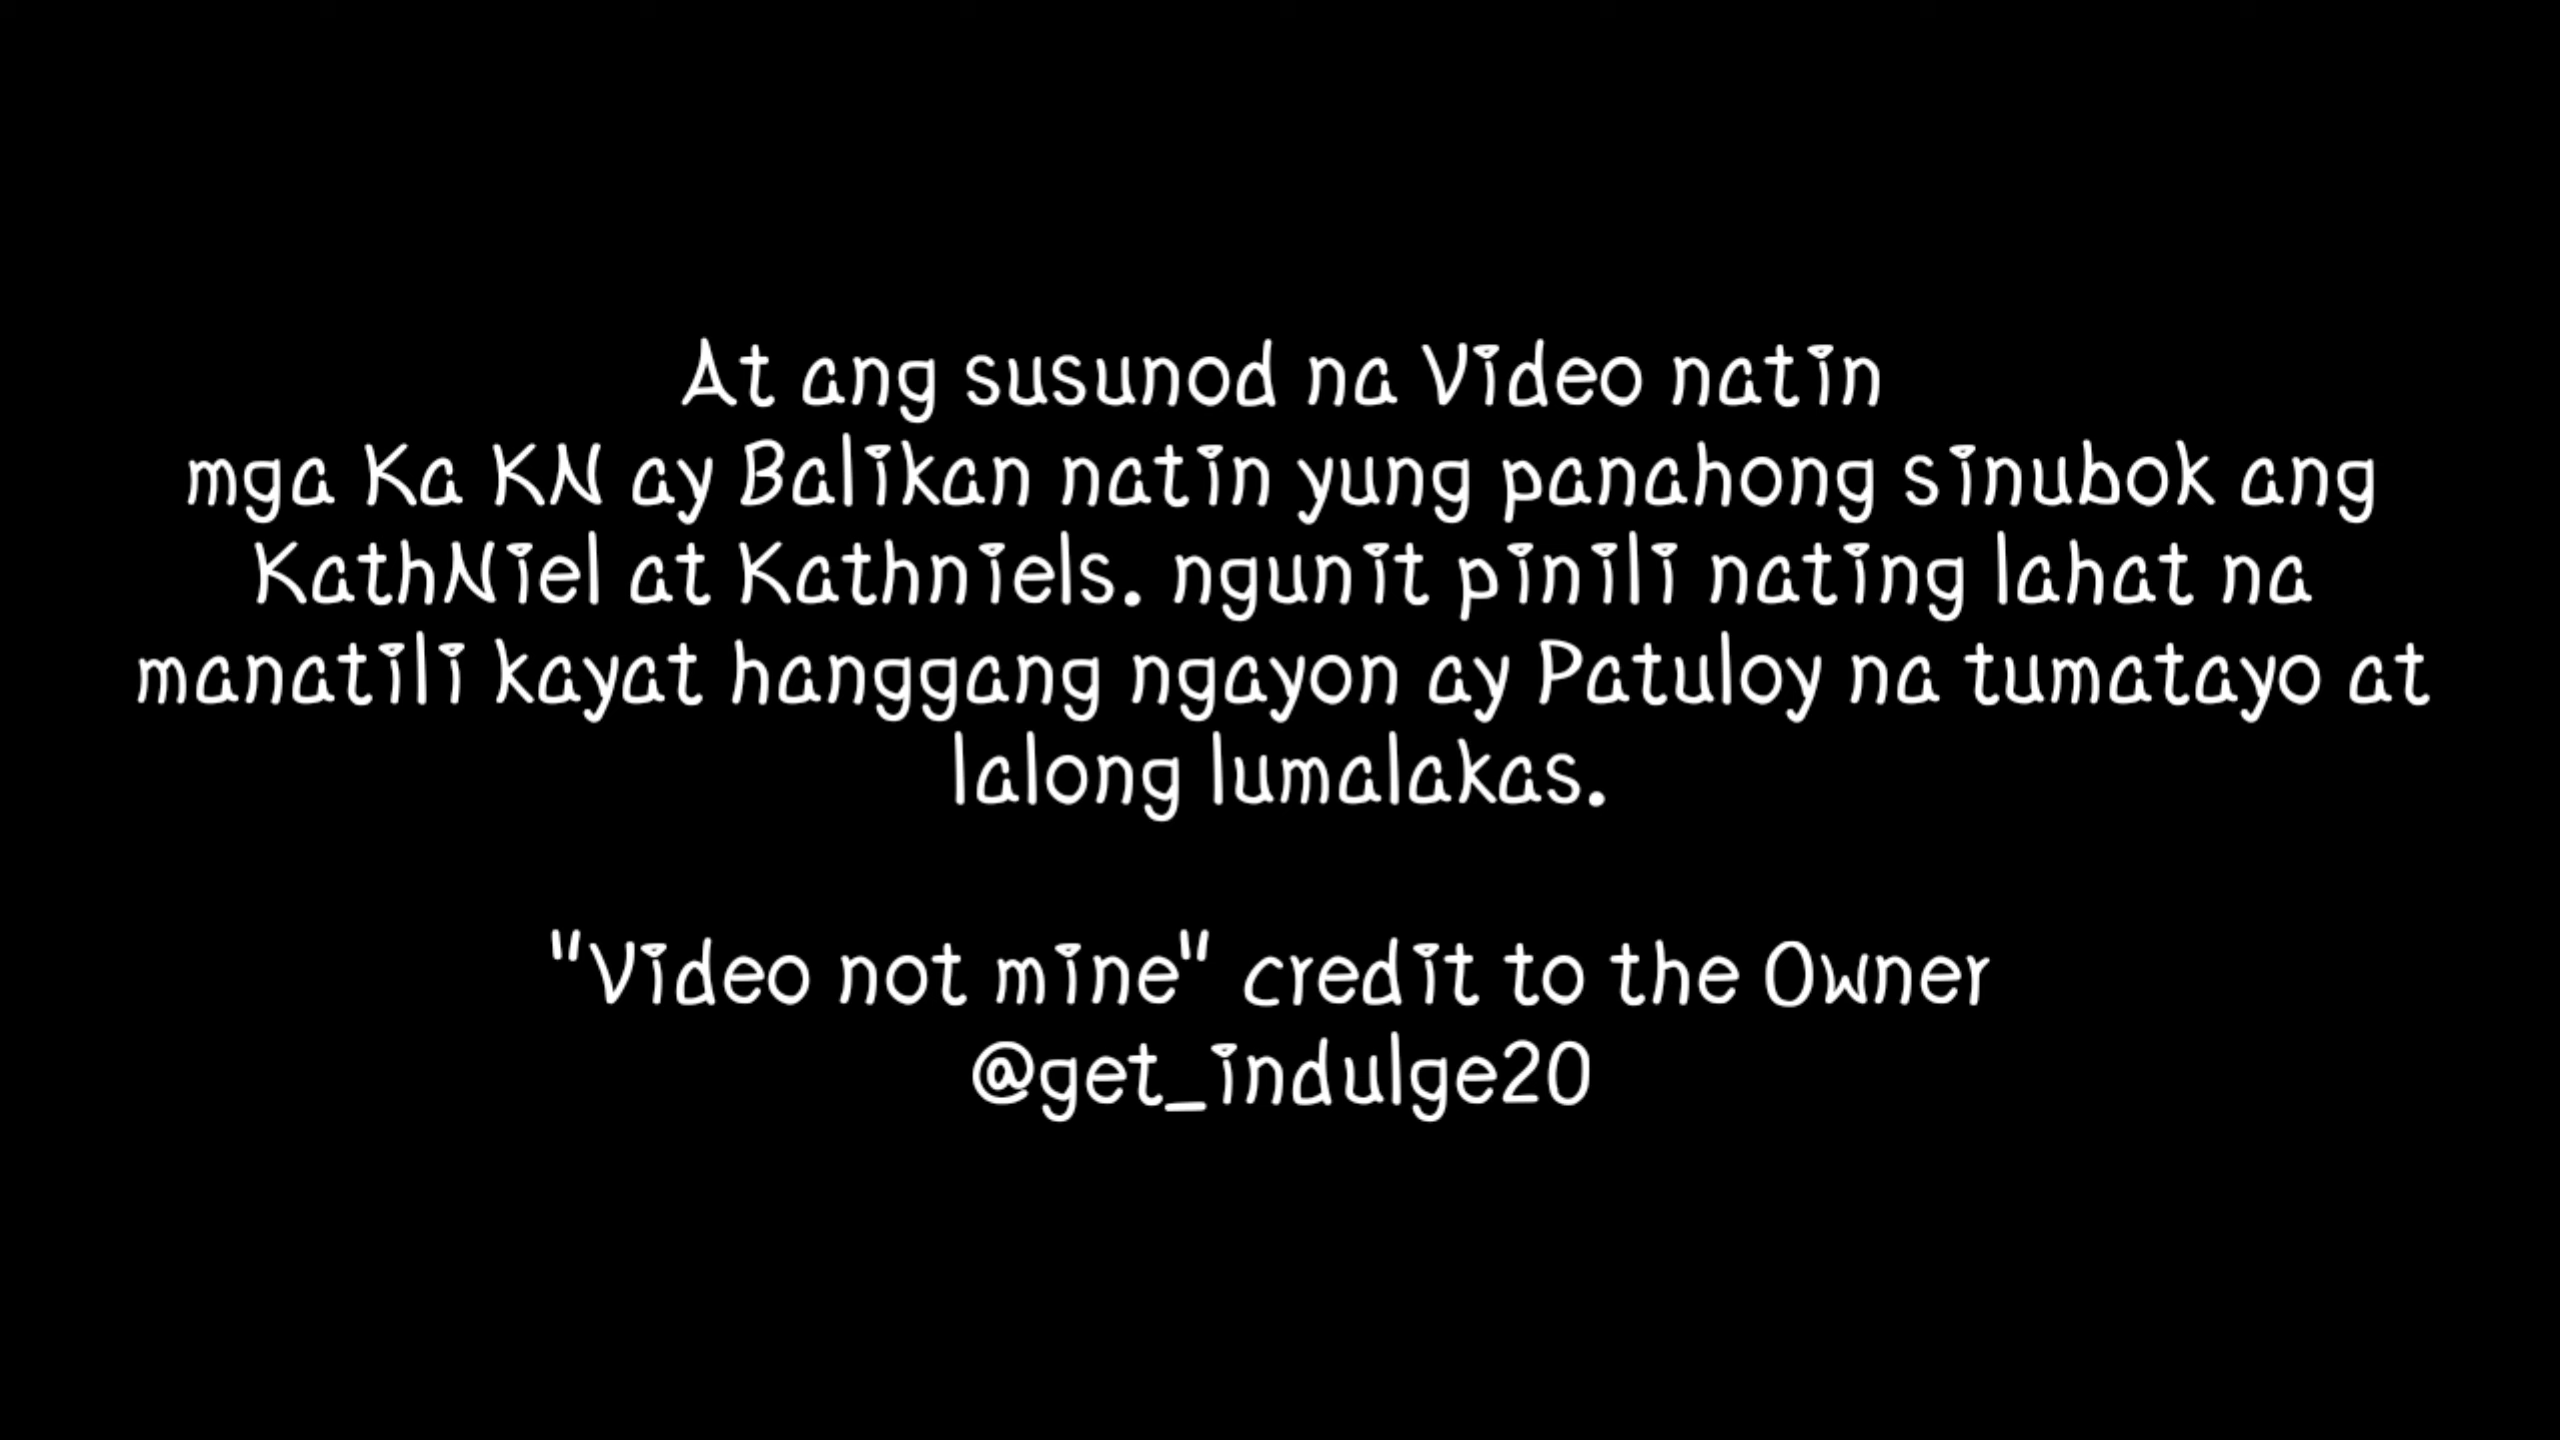 At ang susunod na Video natin
mga Ka KN ay Balikan natin yung panahong sinubok ang
KathNiel at Kathniels. ngunit pinili nating lahat na
manatili kayat hanggang ngayon ay Patuloy na tumatayo at
lalong lumalakas.
"Video not mine" credit to the Owner
@get_indulge20